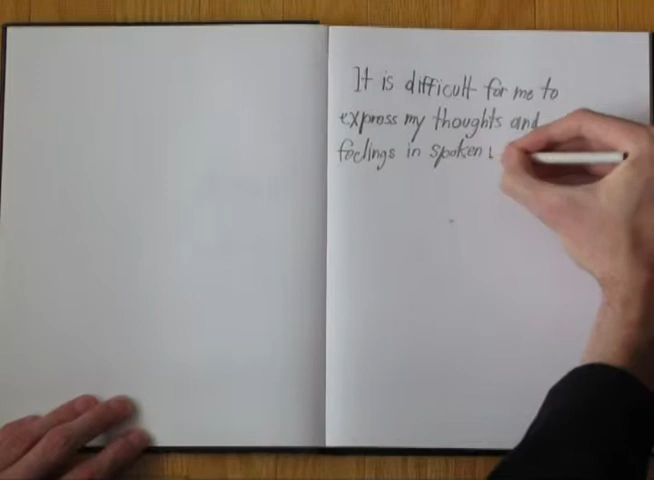 It is difficult for me to
express my thoughts and
feelings in spoken